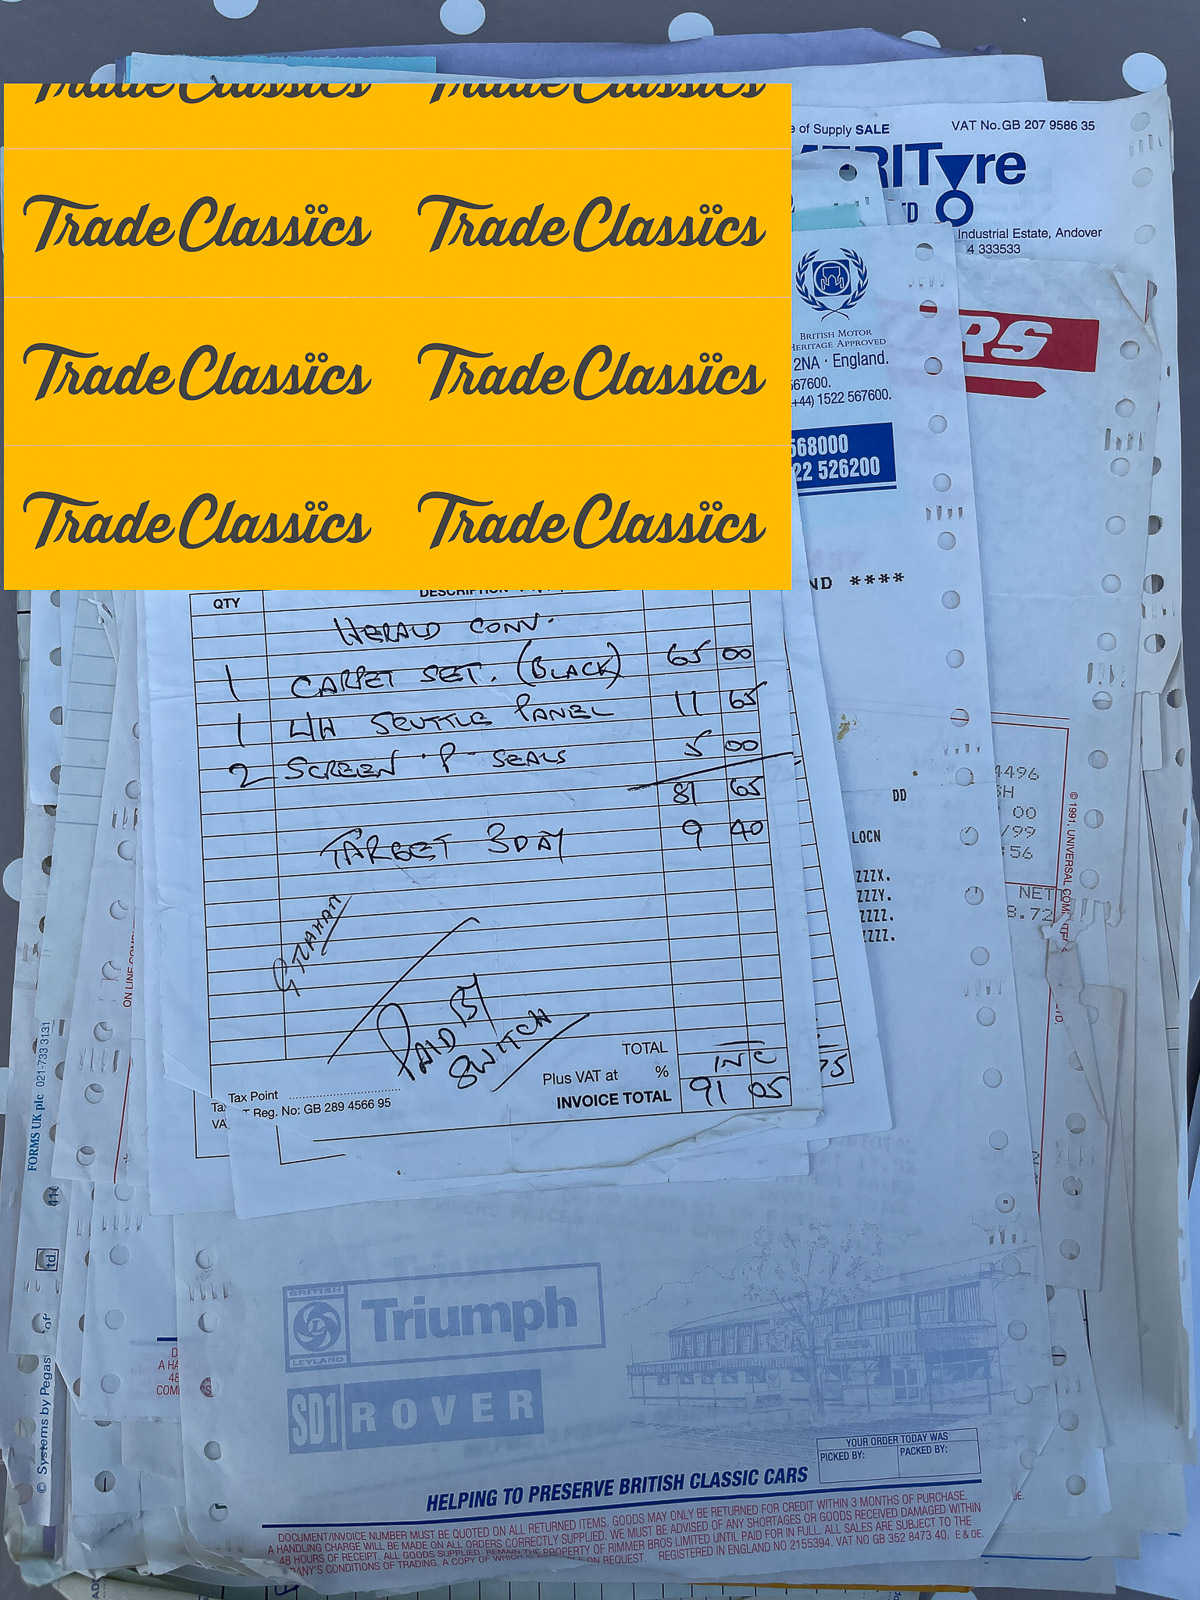 Trade Classics Trade Classics
Trade Classics Trade Classics
Trade Classics Trade Classics
Trade Classics Trade Classics
of Supply SALE
VAT No. GB 207 9586 35
Industrial Estate, Andover
4 333533
BRITISH MOTOR
HERITAGE APPROVED
2NA · England.
567600.
(+44) 1522 567600.
568000
22 526200
RS
ND ****
QTY DESCRIPTION
HERALD CONV.
1 CARPET SET. (BLACK) 65 00
1 L/H SCUTTLE PANEL 11 65
2 SCREEN P SEALS 5 00
81 65
TARGET 3 DAY 9 40
GRAHAM
PAID BY
SWITCH
TOTAL
Plus VAT at % INC
INVOICE TOTAL 91 05
75
Tax Point
Reg. No: GB 289 4566 95
DD
LOCN
ZZZX.
ZZZY.
ZZZZ.
ZZZZ.
4496
SH
00
/99
:56
NET
8.72
© 1991, UNIVERSAL COM
FORMS UK plc 021-733 3131
© Systems by Pegas
BRITISH
LEYLAND
Triumph
SD1 ROVER
YOUR ORDER TODAY WAS
PICKED BY: PACKED BY:
HELPING TO PRESERVE BRITISH CLASSIC CARS
DOCUMENT/INVOICE NUMBER MUST BE QUOTED ON ALL RETURNED ITEMS. GOODS MAY ONLY BE RETURNED FOR CREDIT WITHIN 3 MONTHS OF PURCHASE.
A HANDLING CHARGE WILL BE MADE ON ALL ORDERS CORRECTLY SUPPLIED. WE MUST BE ADVISED OF ANY SHORTAGES OR GOODS RECEIVED DAMAGED WITHIN
48 HOURS OF RECEIPT. ALL GOODS SUPPLIED REMAIN THE PROPERTY OF RIMMER BROS LIMITED UNTIL PAID FOR IN FULL. ALL SALES ARE SUBJECT TO THE
PANY'S CONDITIONS OF TRADING, A COPY OF WHICH IS ON REQUEST. REGISTERED IN ENGLAND NO 2155394. VAT NO GB 352 8473 40. E & OE.